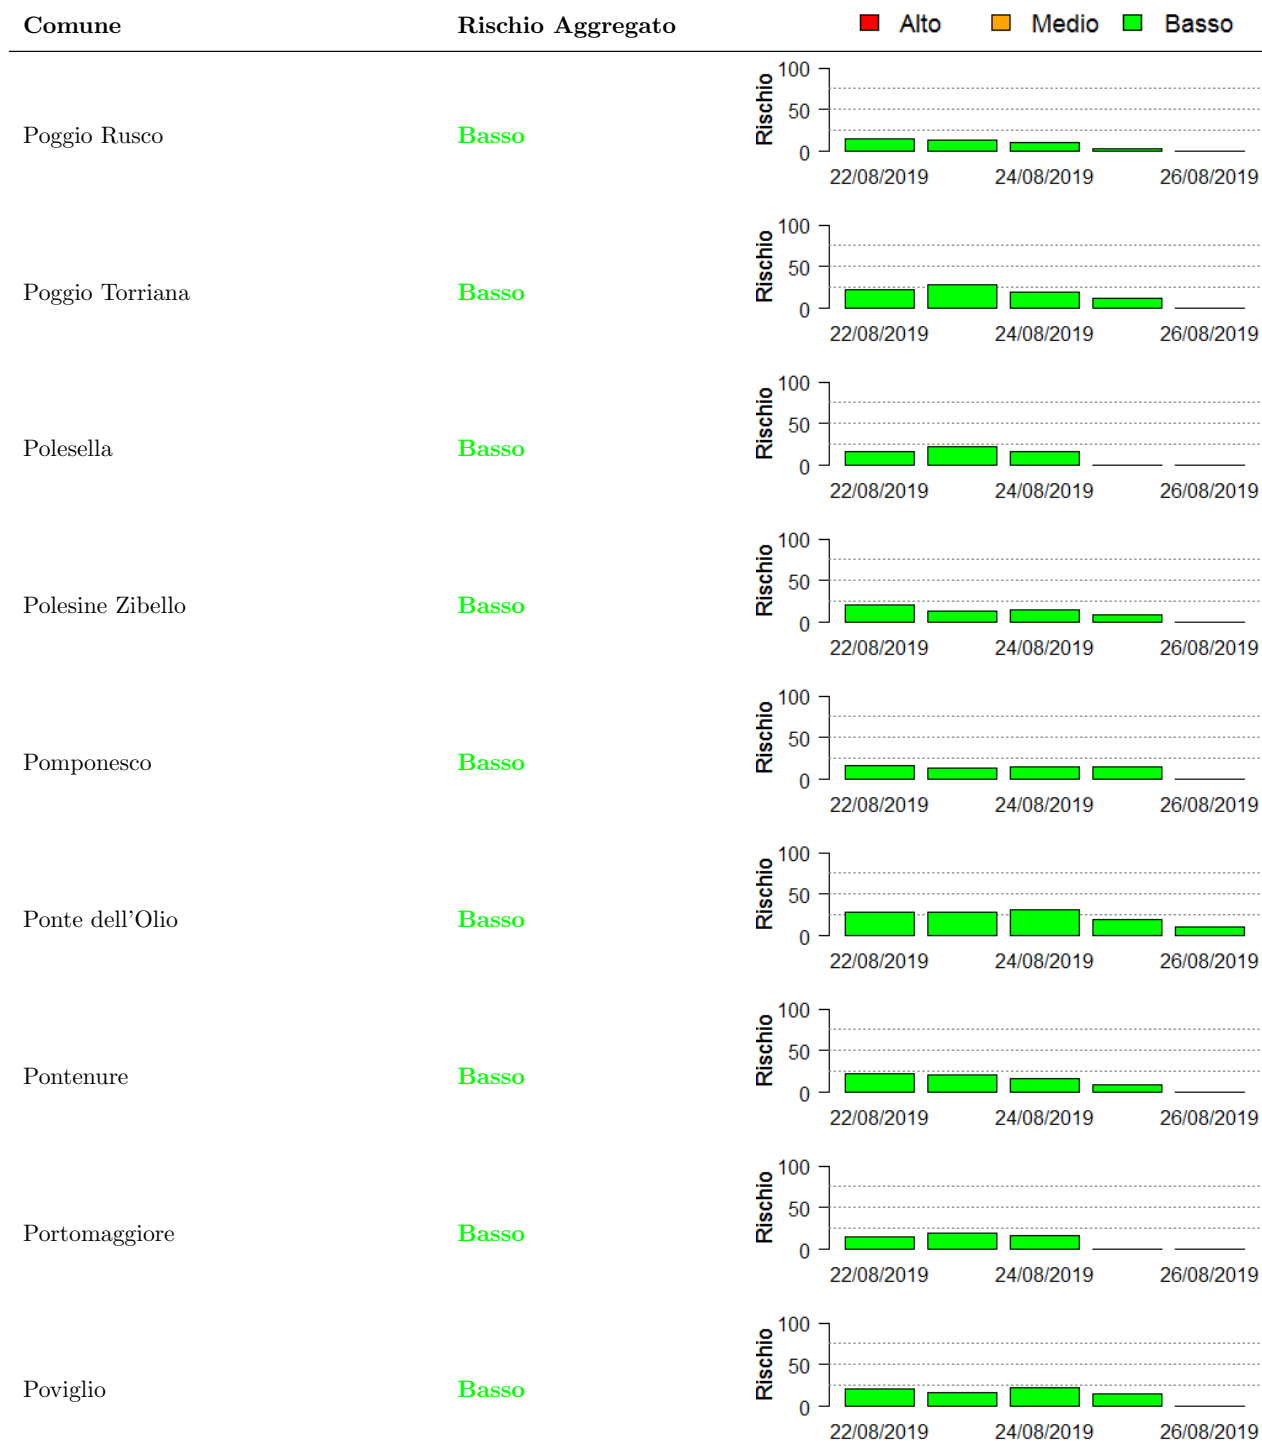 Comune Rischio Aggregato Alto Medio Basso
Poggio Rusco Basso Rischio 100 50 0
22/08/2019 24/08/2019 26/08/2019
Poggio Torriana Basso Rischio 100 50 0
22/08/2019 24/08/2019 26/08/2019
Polesella Basso Rischio 100 50 0
22/08/2019 24/08/2019 26/08/2019
Polesine Zibello Basso Rischio 100 50 0
22/08/2019 24/08/2019 26/08/2019
Pomponesco Basso Rischio 100 50 0
22/08/2019 24/08/2019 26/08/2019
Ponte dell'Olio Basso Rischio 100 50 0
22/08/2019 24/08/2019 26/08/2019
Pontenure Basso Rischio 100 50 0
22/08/2019 24/08/2019 26/08/2019
Portomaggiore Basso Rischio 100 50 0
22/08/2019 24/08/2019 26/08/2019
Poviglio Basso Rischio 100 50 0
22/08/2019 24/08/2019 26/08/2019